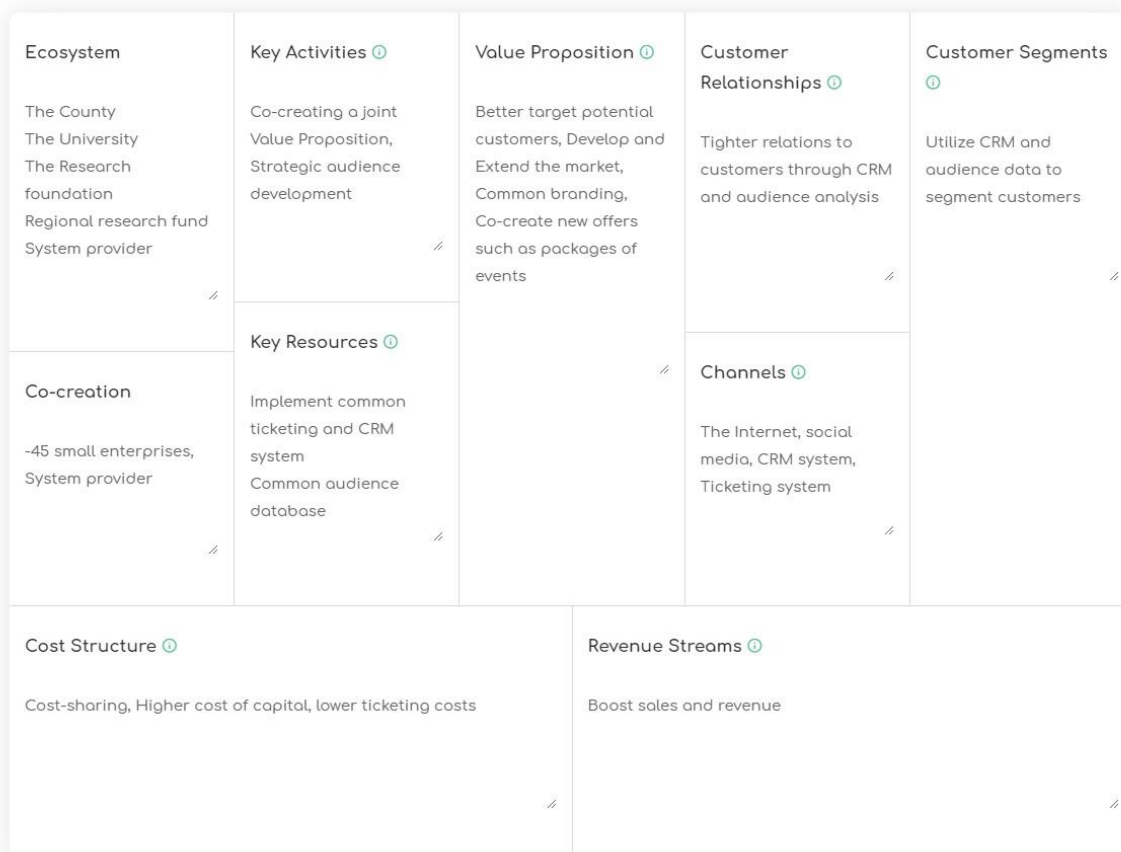 Ecosystem
The County
The University
The Research
foundation
Regional research fund
System provider
Co-creation
-45 small enterprises,
System provider
Key Activities
Co-creating a joint
Value Proposition,
Strategic audience
development
Key Resources
Implement common
ticketing and CRM
system
Common audience
database
Value Proposition
Better target potential
customers, Develop and
Extend the market,
Common branding,
Co-create new offers
such as packages of
events
Customer
Relationships
Tighter relations to
customers through CRM
and audience analysis
Channels
The Internet, social
media, CRM system,
Ticketing system
Customer Segments
Utilize CRM and
audience data to
segment customers
Cost Structure
Cost-sharing, Higher cost of capital, lower ticketing costs
Revenue Streams
Boost sales and revenue